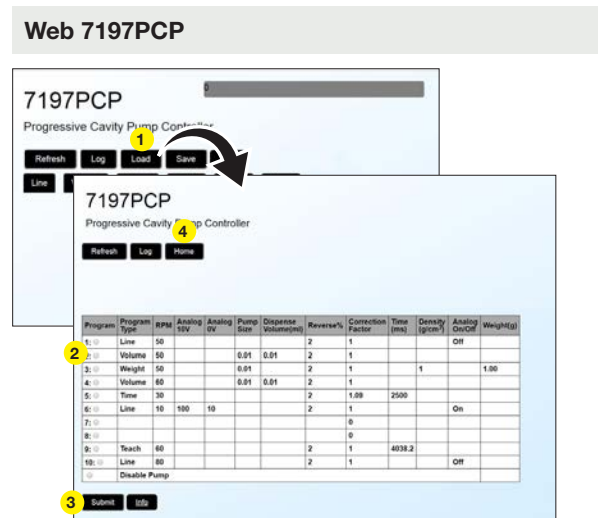 Web 7197PCP
0
7197PCP
Progressive Cavity Pump
1
Refresh Log Load Save
Line
7197PCP
Progressive Cavity Controller
4
Refresh Log Home
Program Program Type RPM Analog 10V Analog 0V Pump Size Dispense Volume(ml) Reverse% Correction Factor Time (ms) Density (g/cm³) Analog On/Off Weight(g)
1: Line 50 2 1 Off
2 2: Volume 50 0.01 0.01 2 1
3: Weight 50 0.01 2 1 1 1.00
4: Volume 60 0.01 0.01 2 1
5: Time 30 2 1.09 2500
6: Line 10 100 10 2 1 On
7: 0
8: 0
9: Teach 60 2 1 4038.2
10: Line 80 2 1 Off
Disable Pump
3 Submit Info